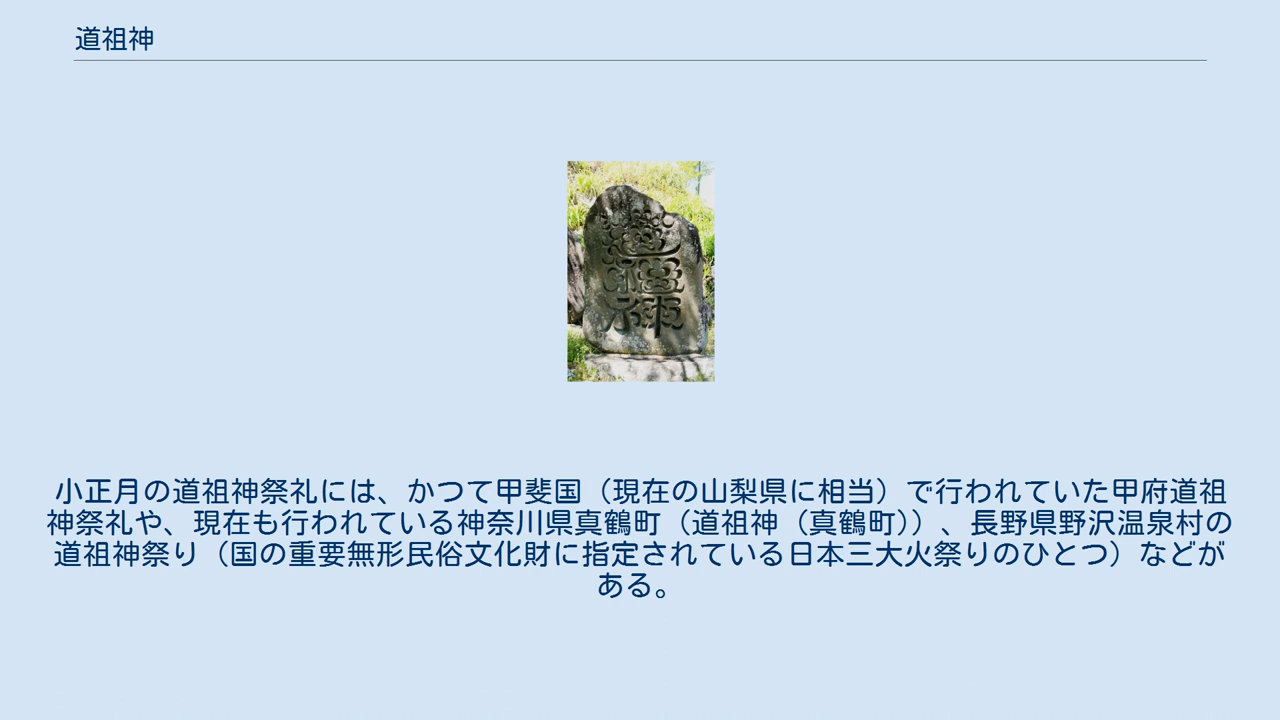 道祖神
道祖神
小正月の道祖神祭礼には、かつて甲斐国（現在の山梨県に相当）で行われていた甲府道祖
神祭礼や、現在も行われている神奈川県真鶴町（道祖神（真鶴町））、長野県野沢温泉村の
道祖神祭り（国の重要無形民俗文化財に指定されている日本三大火祭りのひとつ）などが
ある。